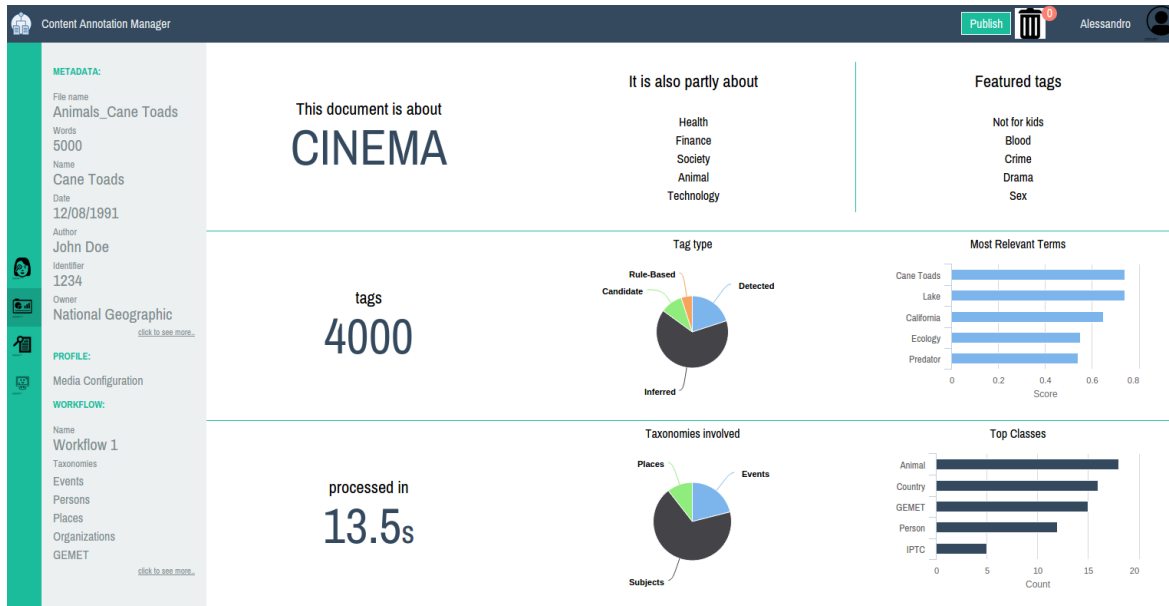 Content Annotation Manager
Publish
0
Alessandro
METADATA:
File name
Animals_Cane Toads
Words
5000
Name
Cane Toads
Date
12/08/1991
Author
John Doe
Identifier
1234
Owner
National Geographic
click to see more..
PROFILE:
Media Configuration
WORKFLOW:
Name
Workflow 1
Taxonomies
Events
Persons
Places
Organizations
GEMET
click to see more..
This document is about
CINEMA
It is also partly about
Health
Finance
Society
Animal
Technology
Featured tags
Not for kids
Blood
Crime
Drama
Sex
tags
4000
Tag type
Rule-Based
Candidate
Detected
Inferred
Most Relevant Terms
Cane Toads
Lake
California
Ecology
Predator
0 0.2 0.4 0.6 0.8
Score
processed in
13.5s
Taxonomies involved
Places
Events
Subjects
Top Classes
Animal
Country
GEMET
Person
IPTC
0 5 10 15 20
Count